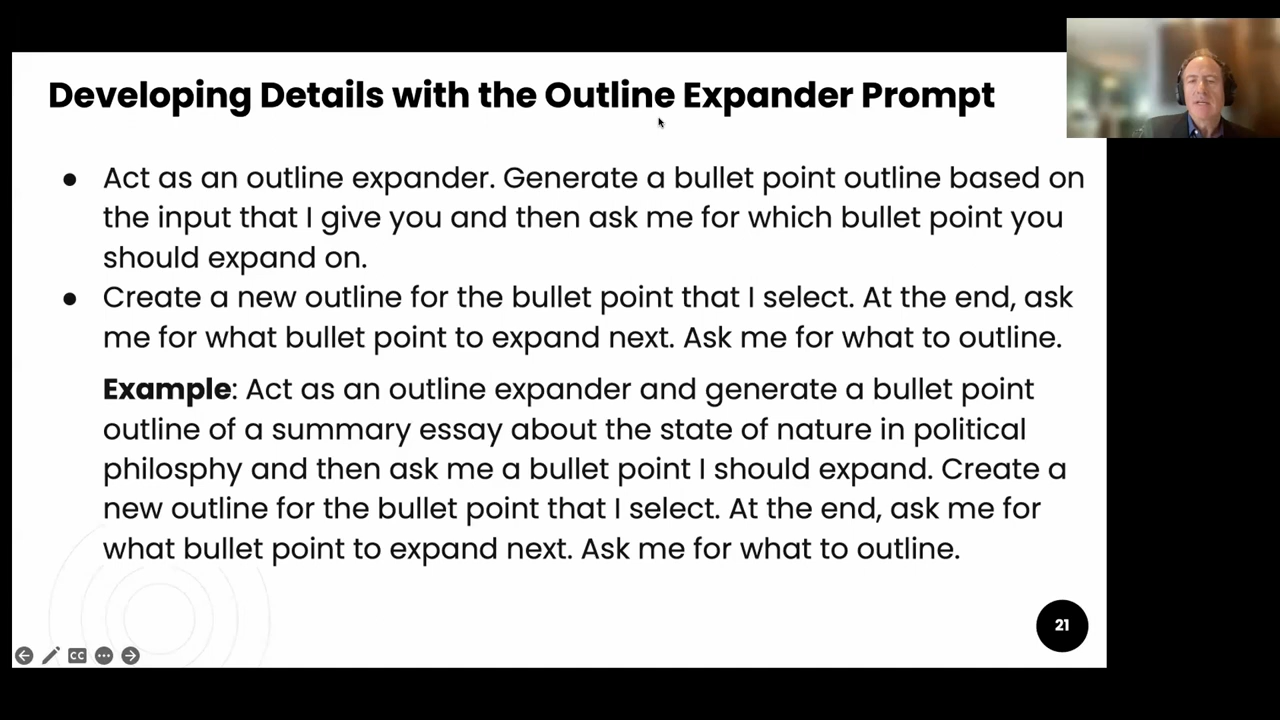 Developing Details with the Outline Expander Prompt
● Act as an outline expander. Generate a bullet point outline based on
the input that I give you and then ask me for which bullet point you
should expand on.
● Create a new outline for the bullet point that I select. At the end, ask
me for what bullet point to expand next. Ask me for what to outline.
Example: Act as an outline expander and generate a bullet point
outline of a summary essay about the state of nature in political
philosphy and then ask me a bullet point I should expand. Create a
new outline for the bullet point that I select. At the end, ask me for
what bullet point to expand next. Ask me for what to outline.
21
CC